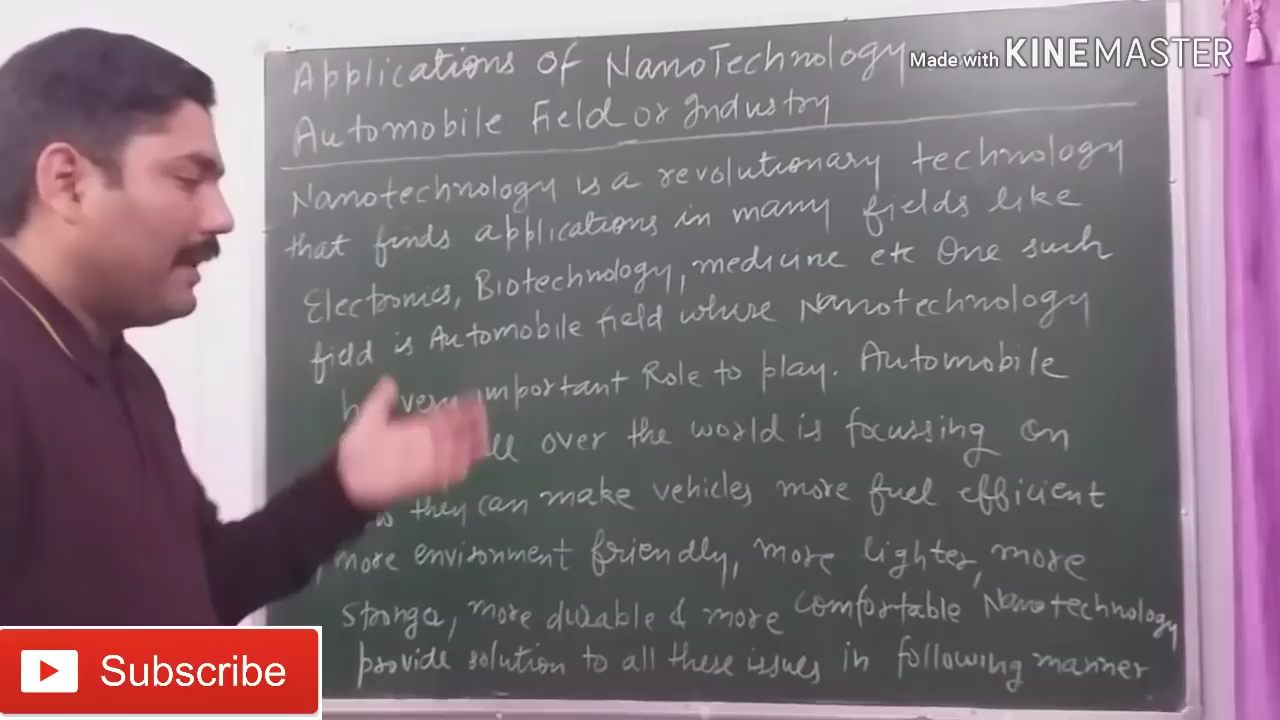 Applications of NanoTechnology
Made with KINEMASTER
Automobile Field or Industry
Nanotechnology is a revolutionary technology
that finds applications in many fields like
Electronics, Biotechnology, medicine etc One such
field is Automobile field where Nanotechnology
very important Role to play. Automobile
over the world is focussing on
they can make vehicles more fuel efficient
more environment friendly, more lighter, more
stronger, more durable & more comfortable Nanotechnology
provide solution to all these issues in following manner
Subscribe